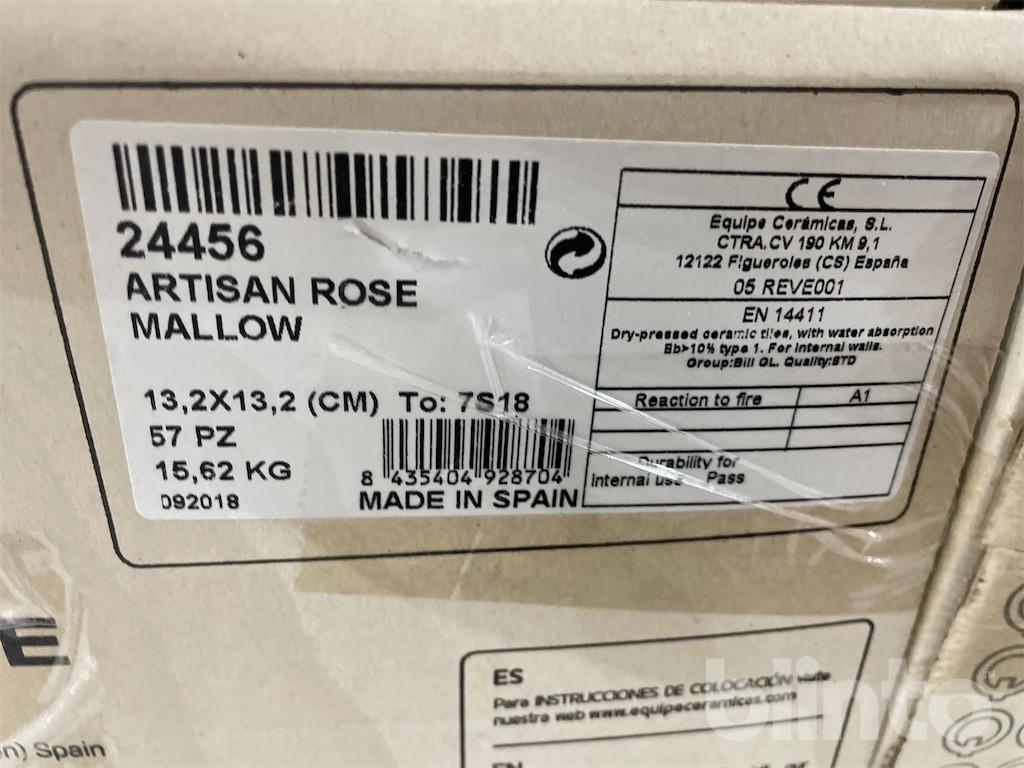 24456
ARTISAN ROSE
MALLOW
13,2X13,2 (CM) To: 7S18
57 PZ
15,62 KG
092018
8 435404 928704
MADE IN SPAIN
CE
Equipe Cerámicas, S.L.
CTRA.CV 190 KM 9,1
12122 Figueroles (CS) España
05 REVE001
EN 14411
Dry-pressed ceramic tiles, with water absorption
Eb>10% type 1. For internal walls.
Group:BIII GL. Quality:STD
Reaction to fire A1
Durability for
Internal use Pass
E
ES
Para INSTRUCCIONES DE COLOCACIÓN visite
nuestra web www.equipeceramicas.com
EN
n) Spain
blinto